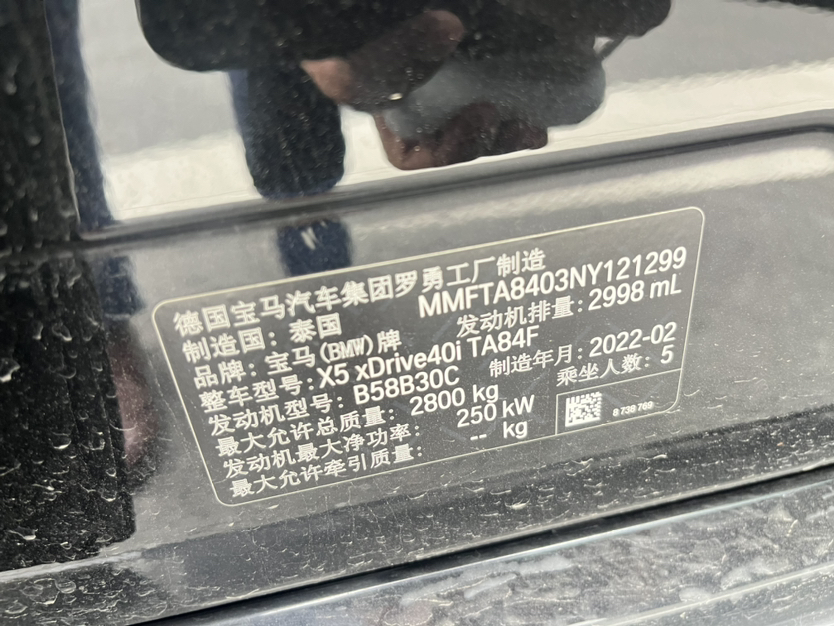 德国宝马汽车集团罗勇工厂制造
制造国：泰国 MMFTA8403NY121299
品牌：宝马(BMW)牌 发动机排量：2998 mL
整车型号：X5 xDrive40i TA84F
发动机型号：B58B30C 制造年月：2022-02
最大允许总质量：2800 kg 乘坐人数：5
发动机最大净功率：250 kW
最大允许牵引质量：-- kg
8 738 769